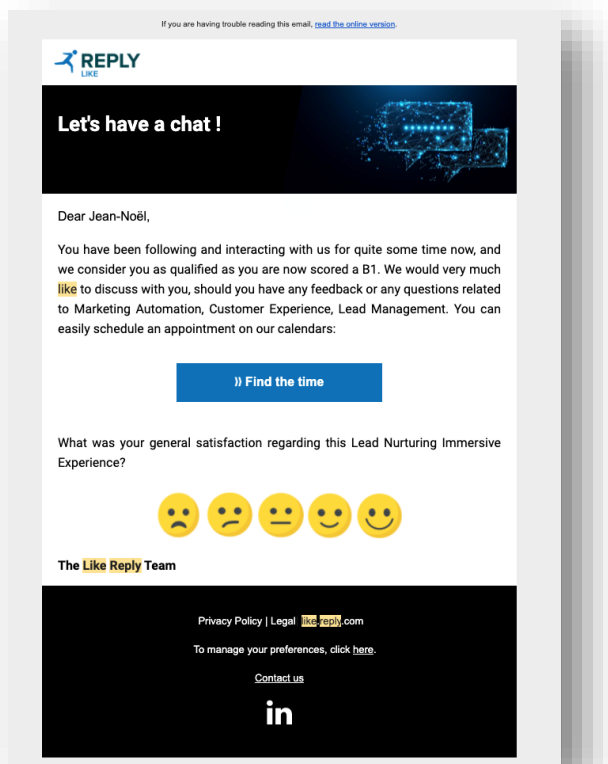 If you are having trouble reading this email, read the online version.
REPLY
LIKE
Let's have a chat !
Dear Jean-Noël,
You have been following and interacting with us for quite some time now, and
we consider you as qualified as you are now scored a B1. We would very much
like to discuss with you, should you have any feedback or any questions related
to Marketing Automation, Customer Experience, Lead Management. You can
easily schedule an appointment on our calendars:
⟫ Find the time
What was your general satisfaction regarding this Lead Nurturing Immersive
Experience?
The Like Reply Team
Privacy Policy | Legal like.reply.com
To manage your preferences, click here.
Contact us
in